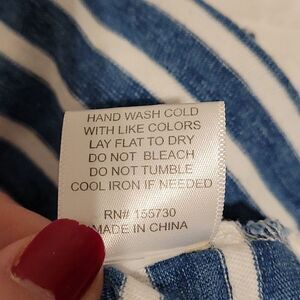 HAND WASH COLD
WITH LIKE COLORS
LAY FLAT TO DRY
DO NOT BLEACH
DO NOT TUMBLE
COOL IRON IF NEEDED
RN# 155730
MADE IN CHINA